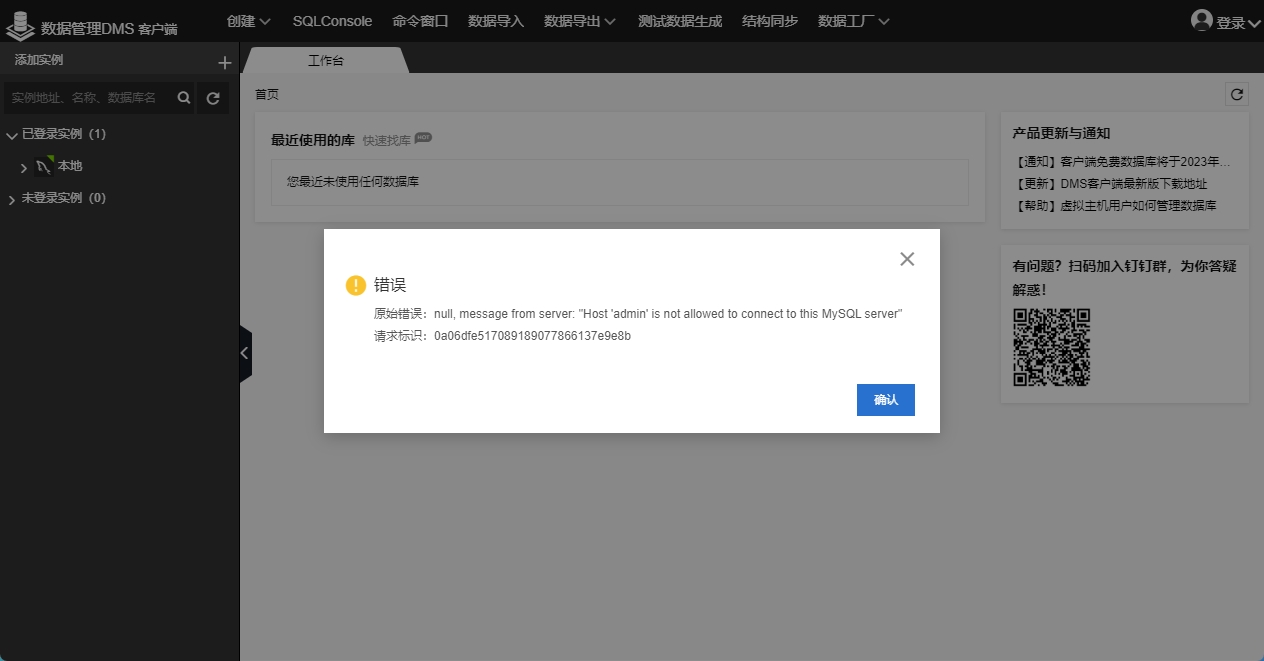 数据管理DMS 客户端
创建
SQLConsole
命令窗口
数据导入
数据导出
测试数据生成
结构同步
数据工厂
登录
添加实例
工作台
实例地址、名称、数据库名
已登录实例（1）
本地
未登录实例（0）
首页
最近使用的库 快速找库 HOT
您最近未使用任何数据库
产品更新与通知
【通知】客户端免费数据库将于2023年...
【更新】DMS客户端最新版下载地址
【帮助】虚拟主机用户如何管理数据库
有问题？扫码加入钉钉群，为你答疑
解惑！
错误
原始错误：null, message from server: "Host 'admin' is not allowed to connect to this MySQL server"
请求标识：0a06dfe517089189077866137e9e8b
确认